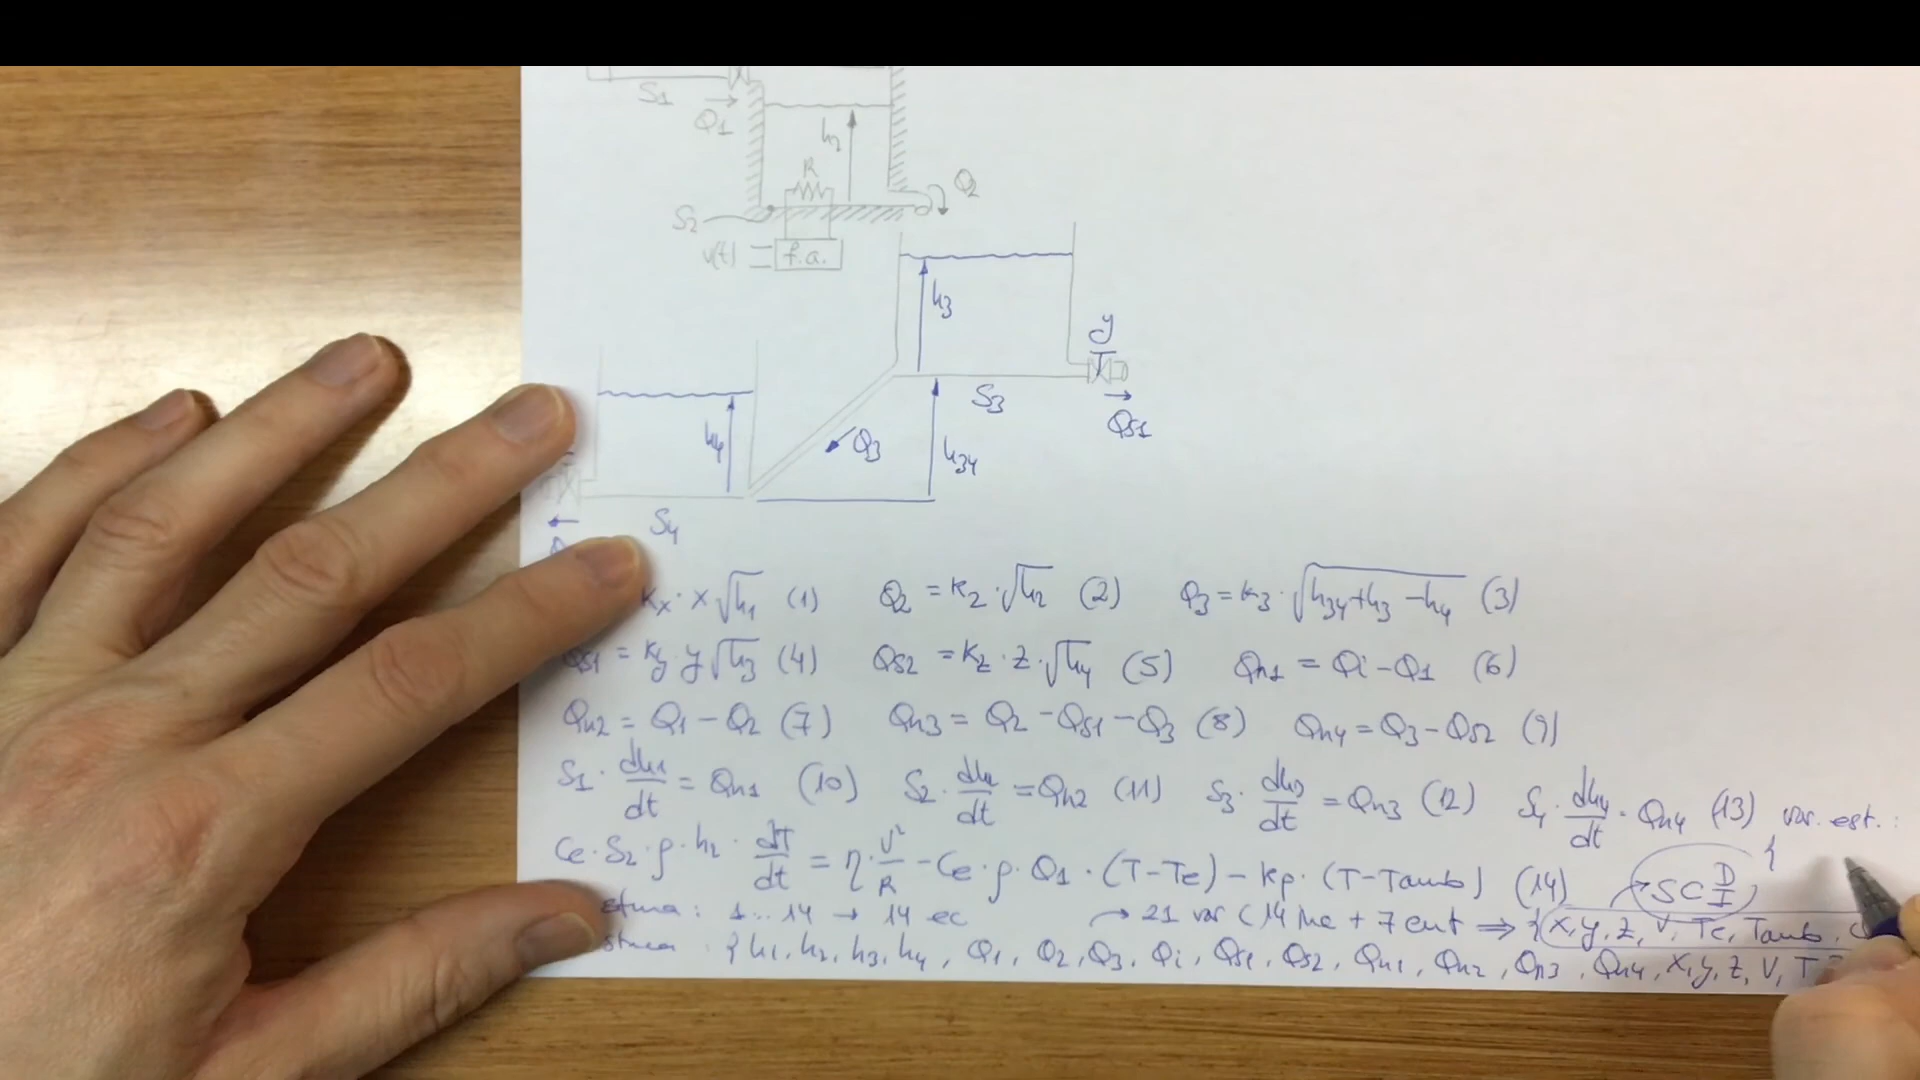 S1
Q1
h2
R
Q2
S2
v(t)
f.a.
h3
y
S3
Qs1
h4
Q3
h34
S4
Kx · x √h1 (1) Q2 = K2 · √h2 (2) Q3 = K3 · √h34+h3-h4 (3)
Qs1 = Ky · y √h3 (4) Qs2 = Kz · z · √h4 (5) Qn1 = Qi - Q1 (6)
Qn2 = Q1 - Q2 (7) Qn3 = Q2 - Qs1 - Q3 (8) Qn4 = Q3 - Qs2 (9)
S1 · dh1/dt = Qn1 (10) S2 · dh2/dt = Qn2 (11) S3 · dh3/dt = Qn3 (12) S4 · dh4/dt = Qn4 (13) var. est. :
Ce · S2 · ρ · h2 · dT/dt = η · V²/R - Ce · ρ · Q1 · (T-Te) - Kp · (T-Tamb) (14) {
SC D/I
: 1...14 → 14 ec → 21 var (14 inc + 7 ent ⇒ {x, y, z, V, Te, Tamb,
: {h1, h2, h3, h4, Q1, Q2, Q3, Qi, Qs1, Qs2, Qn1, Qn2, Qn3, Qn4, x, y, z, V, T